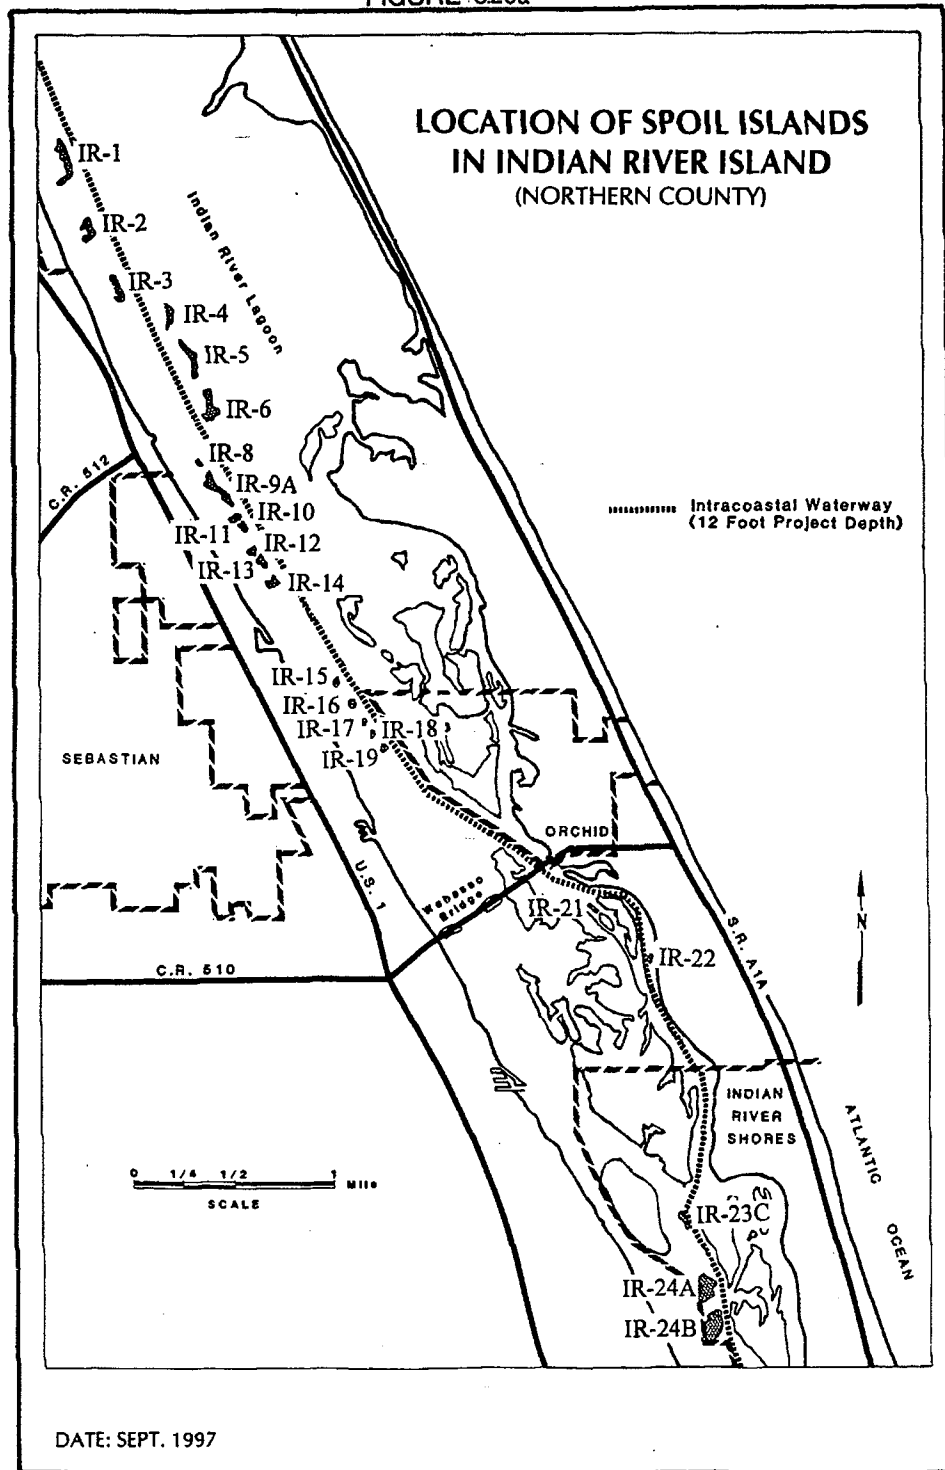 LOCATION OF SPOIL ISLANDS
IN INDIAN RIVER ISLAND
(NORTHERN COUNTY)
IR-1
IR-2
IR-3
IR-4
IR-5
IR-6
Indian River Lagoon
IR-8
IR-9A
IR-10
IR-11
IR-12
IR-13
IR-14
C.R. 512
Intracoastal Waterway
(12 Foot Project Depth)
IR-15
IR-16
IR-17
IR-18
IR-19
SEBASTIAN
ORCHID
U.S. 1
Wabasso
Bridge
IR-21
IR-22
S.R. A1A
C.R. 510
N
INDIAN
RIVER
SHORES
ATLANTIC
OCEAN
0 1/4 1/2 1 Mile
SCALE
IR-23C
IR-24A
IR-24B
DATE: SEPT. 1997